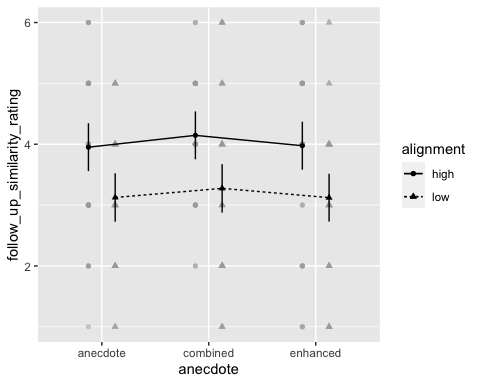 follow_up_similarity_rating
6
4
2
anecdote combined enhanced
anecdote
alignment
high
low